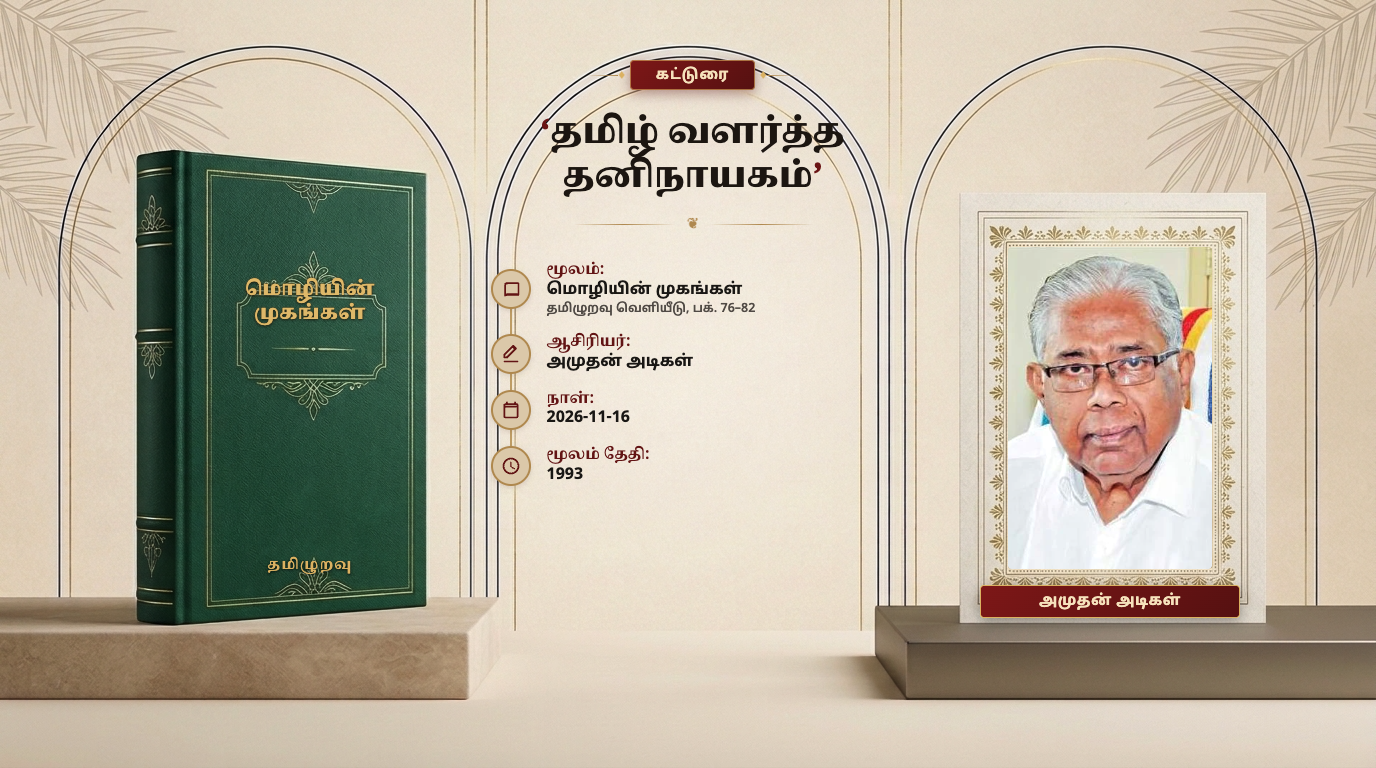 கட்டுரை
‘தமிழ் வளர்த்த
தனிநாயகம்’
மொழியின்
முகங்கள்
தமிழுறவு
மூலம்:
மொழியின் முகங்கள்
தமிழுறவு வெளியீடு, பக். 76–82
ஆசிரியர்:
அமுதன் அடிகள்
நாள்:
2026-11-16
மூலம் தேதி:
1993
அமுதன் அடிகள்